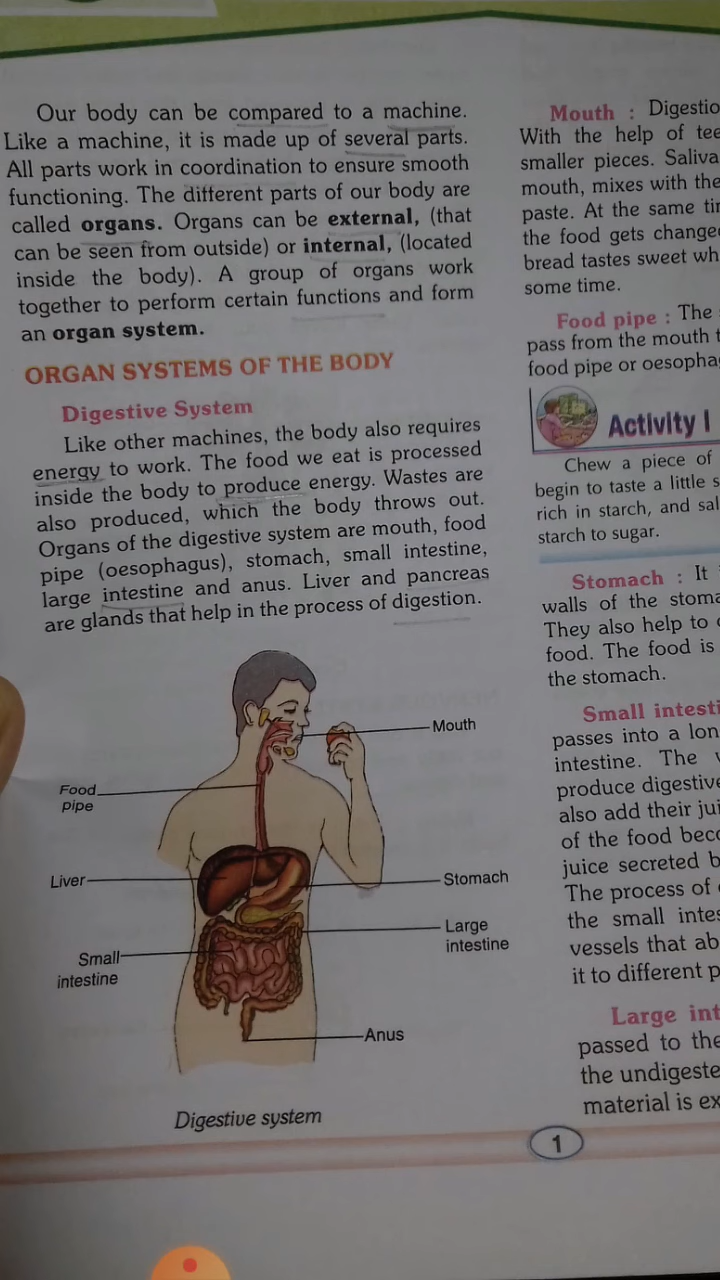 Our body can be compared to a machine.
Like a machine, it is made up of several parts.
All parts work in coordination to ensure smooth
functioning. The different parts of our body are
called organs. Organs can be external, (that
can be seen from outside) or internal, (located
inside the body). A group of organs work
together to perform certain functions and form
an organ system.
ORGAN SYSTEMS OF THE BODY
Digestive System
Like other machines, the body also requires
energy to work. The food we eat is processed
inside the body to produce energy. Wastes are
also produced, which the body throws out.
Organs of the digestive system are mouth, food
pipe (oesophagus), stomach, small intestine,
large intestine and anus. Liver and pancreas
are glands that help in the process of digestion.
Mouth
Food
pipe
Liver
Stomach
Large
intestine
Small
intestine
Anus
Digestive system
Mouth : Digestio
With the help of tee
smaller pieces. Saliva
mouth, mixes with the
paste. At the same
the food gets change
bread tastes sweet wh
some time.
Food pipe : The
pass from the mouth t
food pipe or oesopha
Activity I
Chew a piece of
begin to taste a little s
rich in starch, and sal
starch to sugar.
Stomach : It
walls of the stoma
They also help to
food. The food is
the stomach.
Small intesti
passes into a lon
intestine. The
produce digestive
also add their jui
of the food beco
juice secreted b
The process of
the small intes
vessels that ab
it to different p
Large int
passed to the
the undigeste
material is ex
1